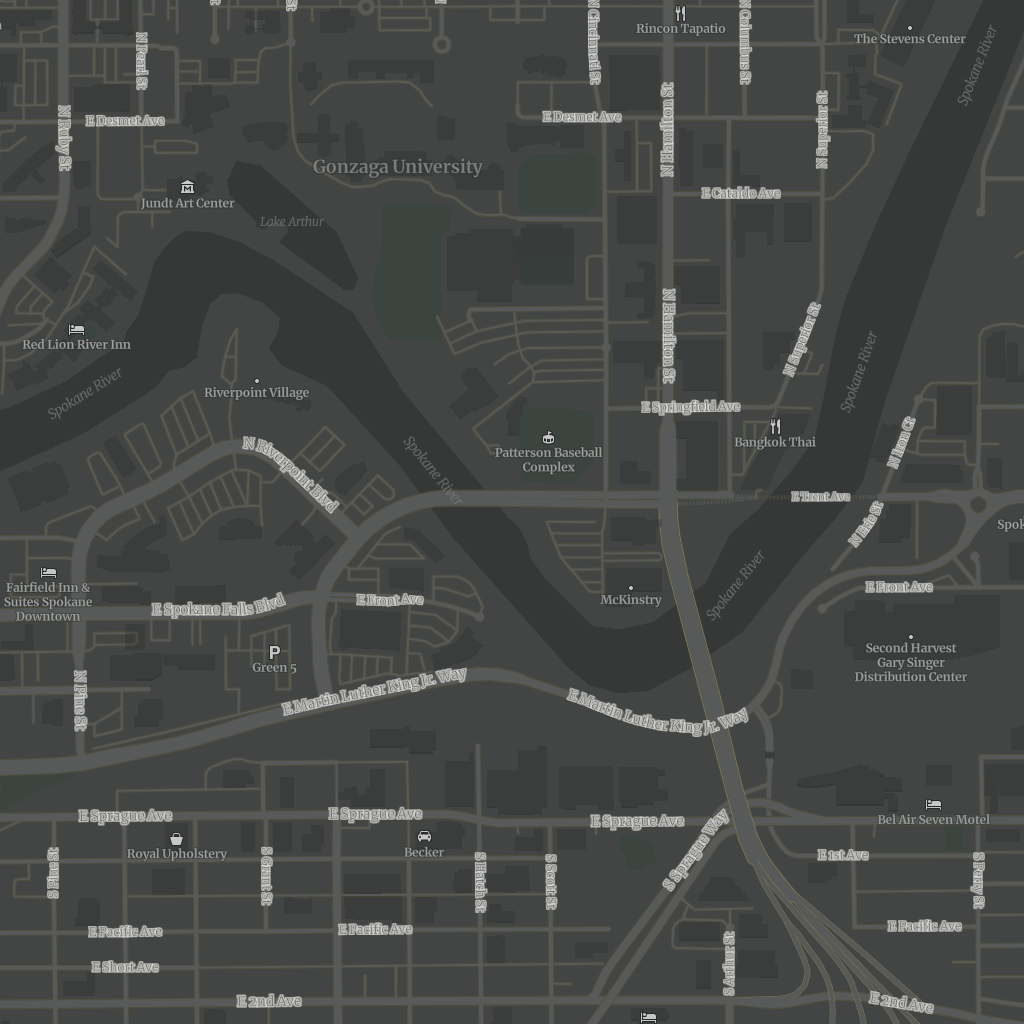 Rincon Tapatio
The Stevens Center
Spokane River
N Pearl St
N Cincinnati St
N Columbus St
N Ruby St
E Desmet Ave
E Desmet Ave
N Hamilton St
N Superior St
Gonzaga University
Jundt Art Center
E Cataldo Ave
Lake Arthur
Red Lion River Inn
N Hamilton St
N Superior St
Spokane River
Spokane River
Riverpoint Village
E Springfield Ave
N Riverpoint Blvd
Spokane River
Patterson Baseball
Complex
Bangkok Thai
N Iron Ct
E Trent Ave
N Erie St
Spok
Fairfield Inn &
Suites Spokane
Downtown
E Spokane Falls Blvd
E Front Ave
McKinstry
Spokane River
E Front Ave
P
Green 5
Second Harvest
Gary Singer
Distribution Center
N Pine St
E Martin Luther King Jr. Way
E Martin Luther King Jr. Way
E Sprague Ave
E Sprague Ave
E Sprague Ave
Bel Air Seven Motel
Royal Upholstery
Becker
S Sprague Way
E 1st Ave
S Pine St
S Grant St
S Hatch St
S Scott St
S Perry St
E Pacific Ave
E Pacific Ave
E Pacific Ave
E Short Ave
S Arthur St
E 2nd Ave
E 2nd Ave